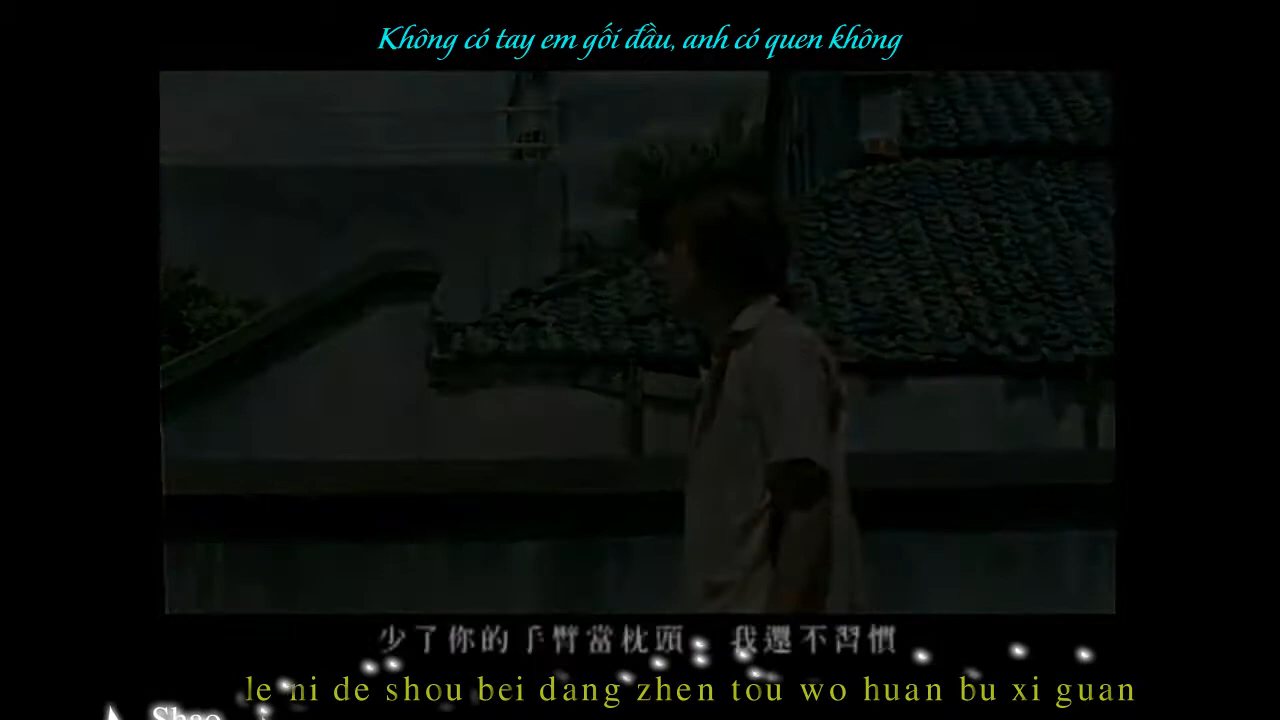 Không có tay em gối đầu, anh có quen không
少了你的手臂當枕頭 我還不習慣
le ni de shou bei dang zhen tou wo huan bu xi guan
Shao